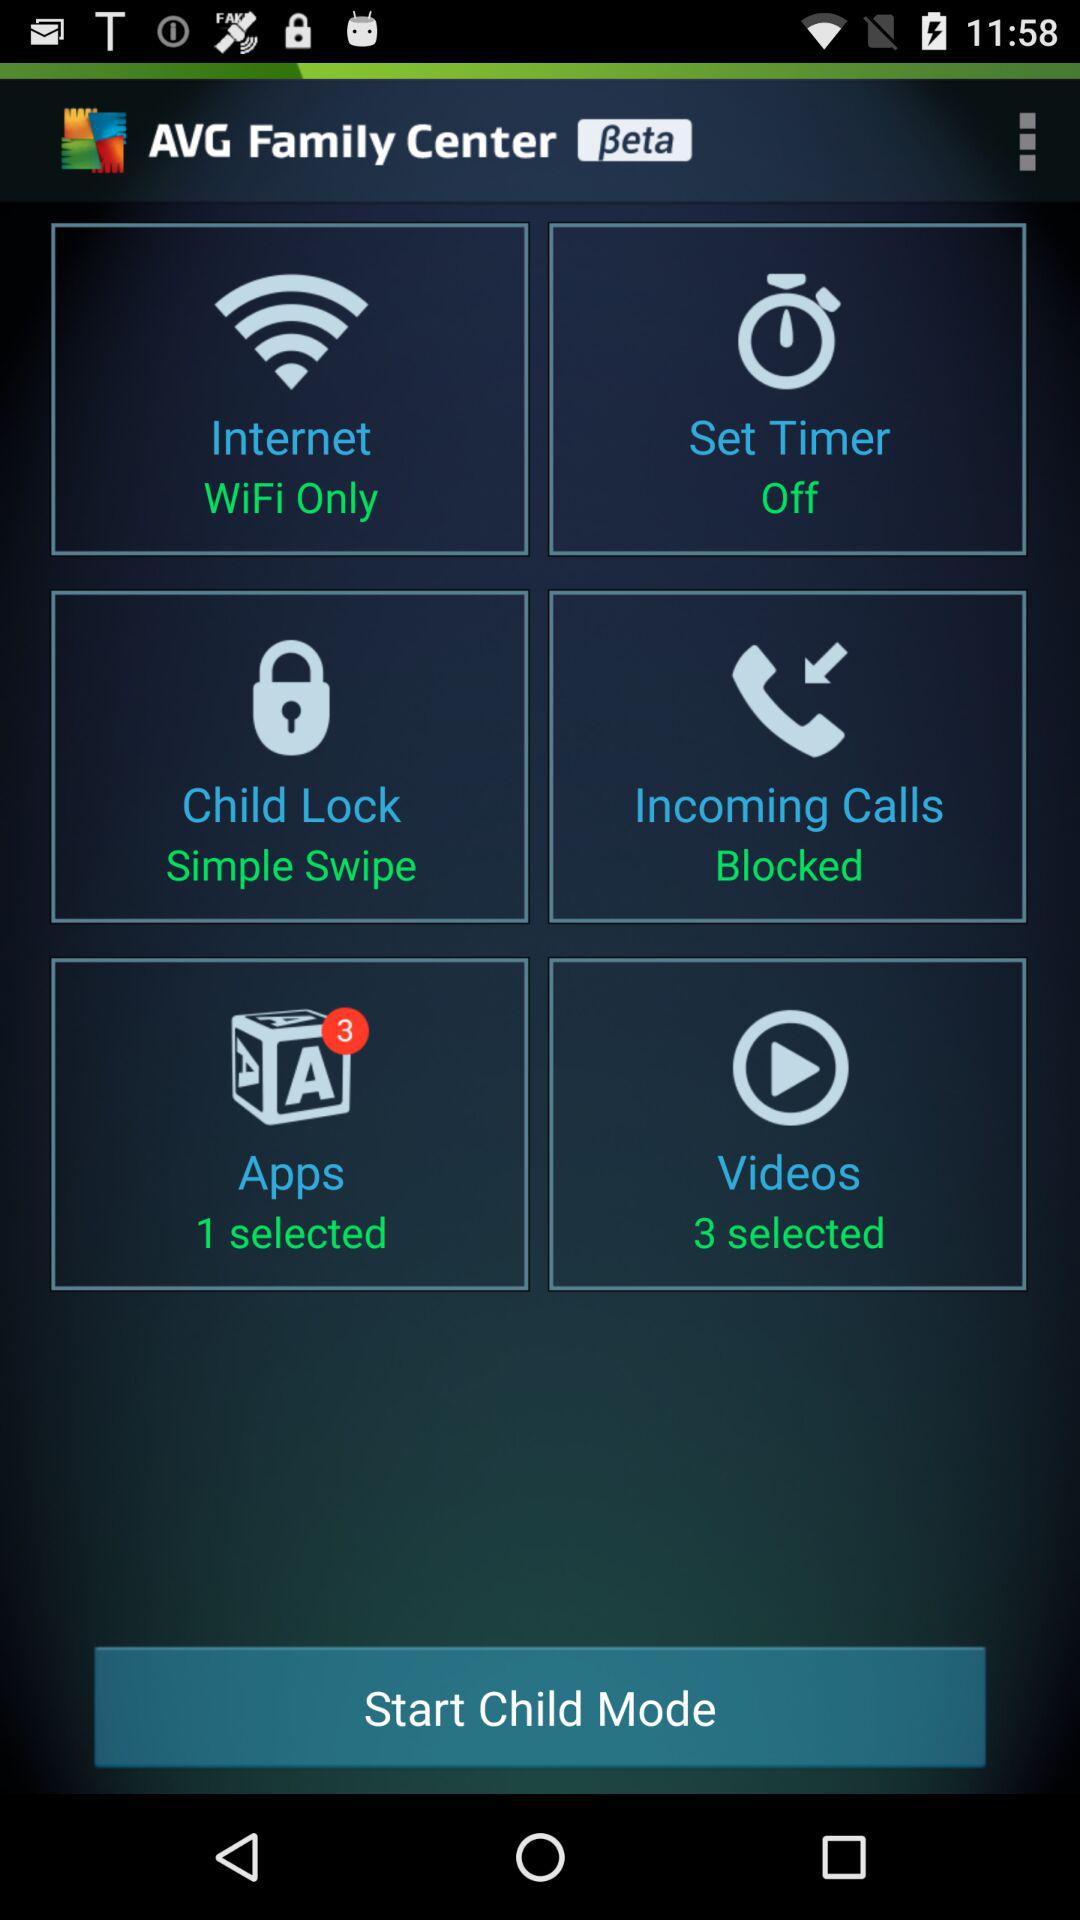 FAKE
11:58
AVG Family Center βeta
Internet
WiFi Only
Set Timer
Off
Child Lock
Simple Swipe
Incoming Calls
Blocked
3
Apps
1 selected
Videos
3 selected
Start Child Mode